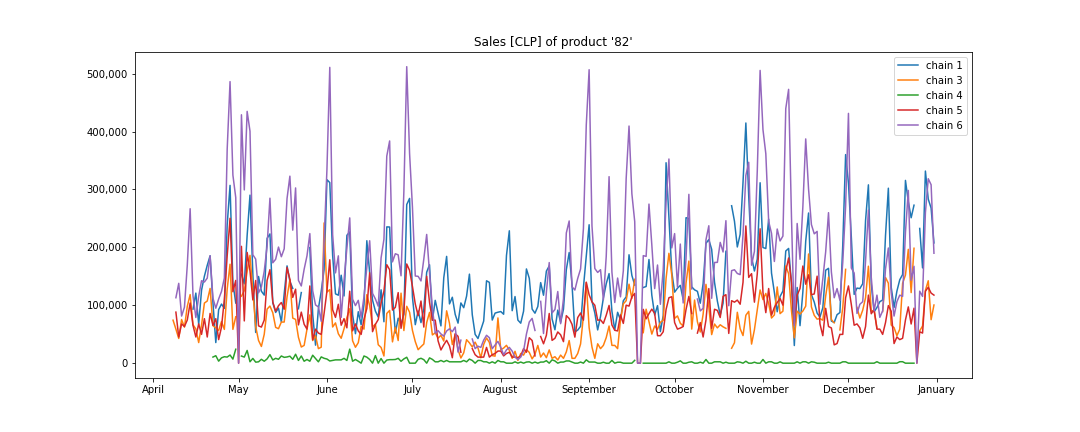 Sales [CLP] of product '82'
500,000
400,000
300,000
200,000
100,000
0
chain 1
chain 3
chain 4
chain 5
chain 6
April May June July August September October November December January